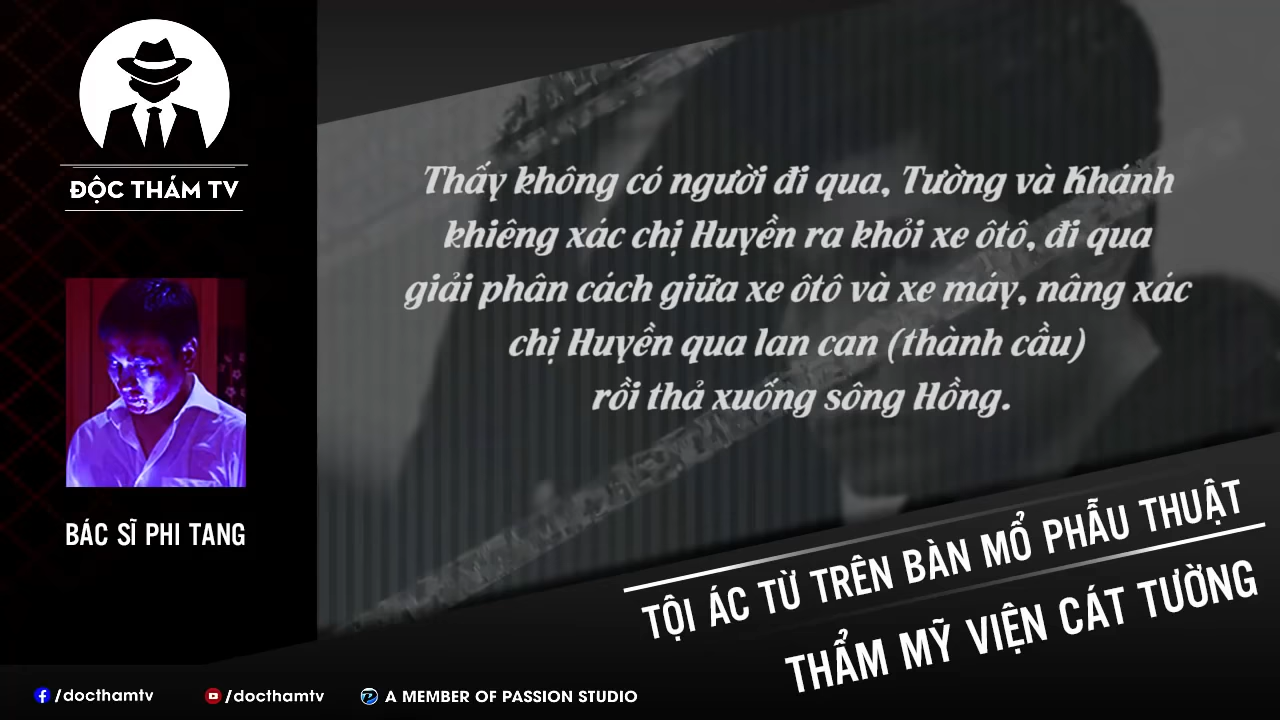 ĐỘC THÁM TV
BÁC SĨ PHI TANG
Thấy không có người đi qua, Tường và Khánh
khiêng xác chị Huyền ra khỏi xe ôtô, đi qua
giải phân cách giữa xe ôtô và xe máy, nâng xác
chị Huyền qua lan can (thành cầu)
rồi thả xuống sông Hồng.
TỘI ÁC TỪ TRÊN BÀN MỔ PHẪU THUẬT
THẨM MỸ VIỆN CÁT TƯỜNG
/docthamtv
/docthamtv
A MEMBER OF PASSION STUDIO